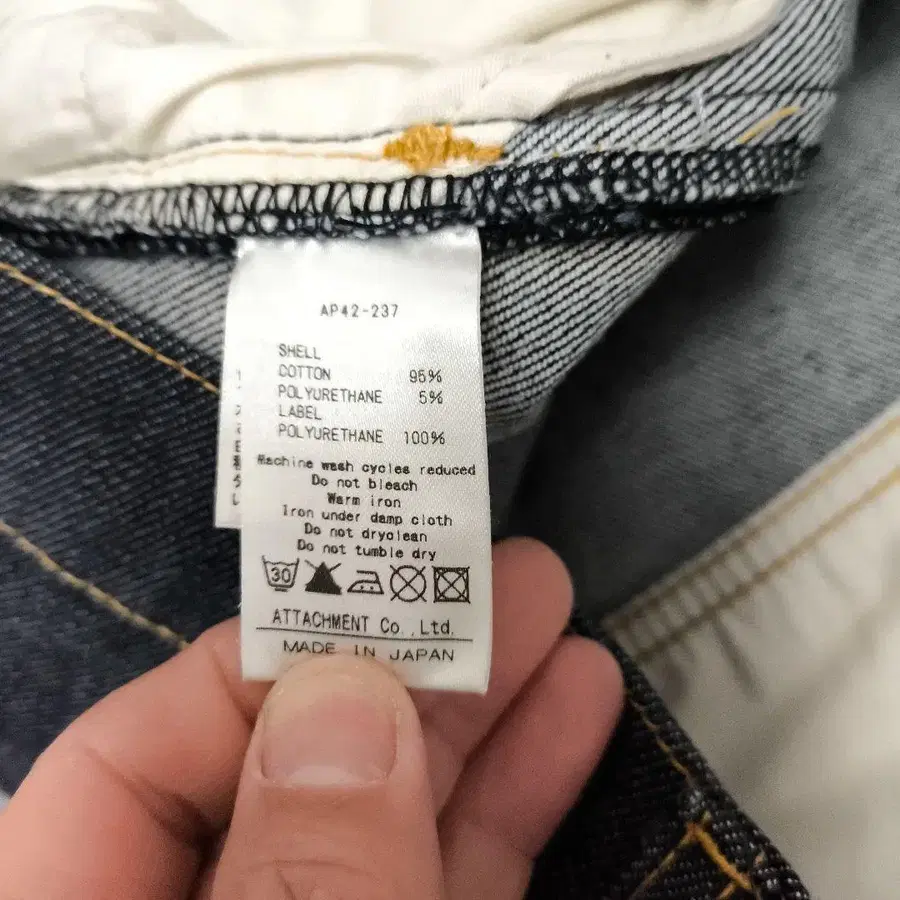 AP42-237
SHELL
COTTON 95%
POLYURETHANE 5%
LABEL
POLYURETHANE 100%
Machine wash cycles reduced
Do not bleach
Warm iron
Iron under damp cloth
Do not dryclean
Do not tumble dry
30
ATTACHMENT Co.,Ltd.
MADE IN JAPAN